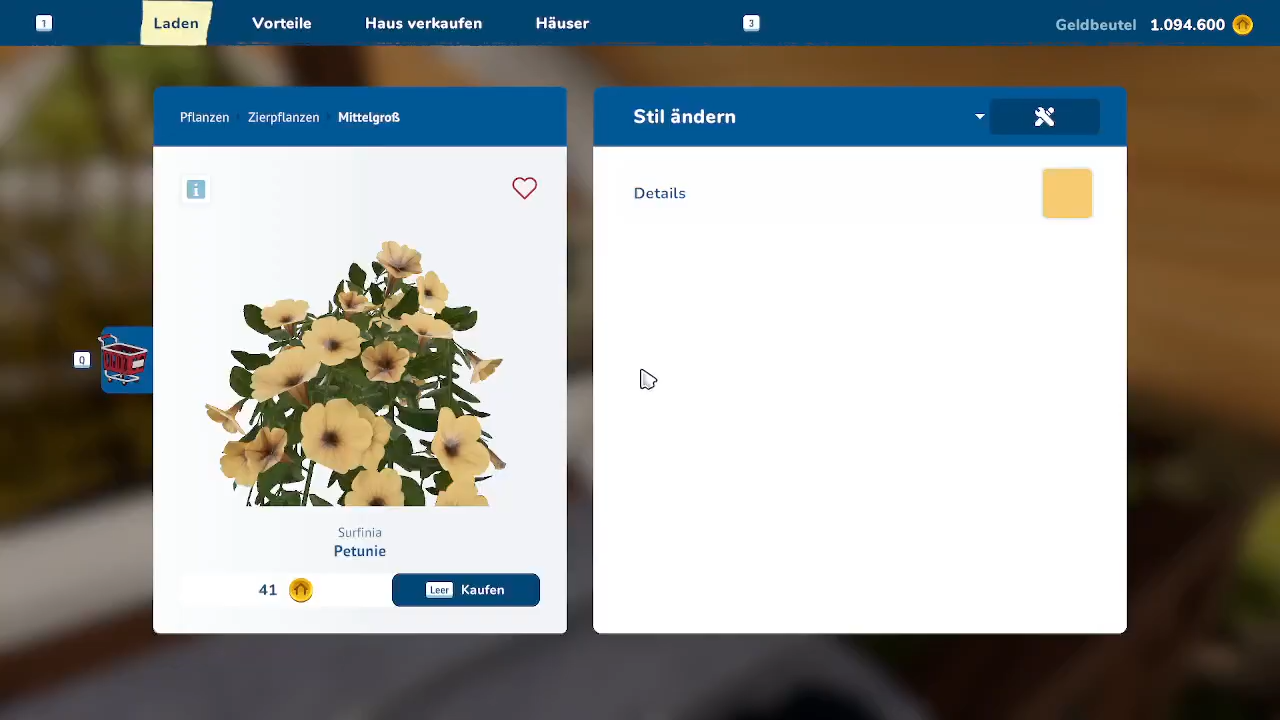 1 Laden Vorteile Haus verkaufen Häuser 3 Geldbeutel 1.094.600
Pflanzen Zierpflanzen Mittelgroß
Stil ändern
i
Details
Q
Surfinia
Petunie
41 Leer Kaufen